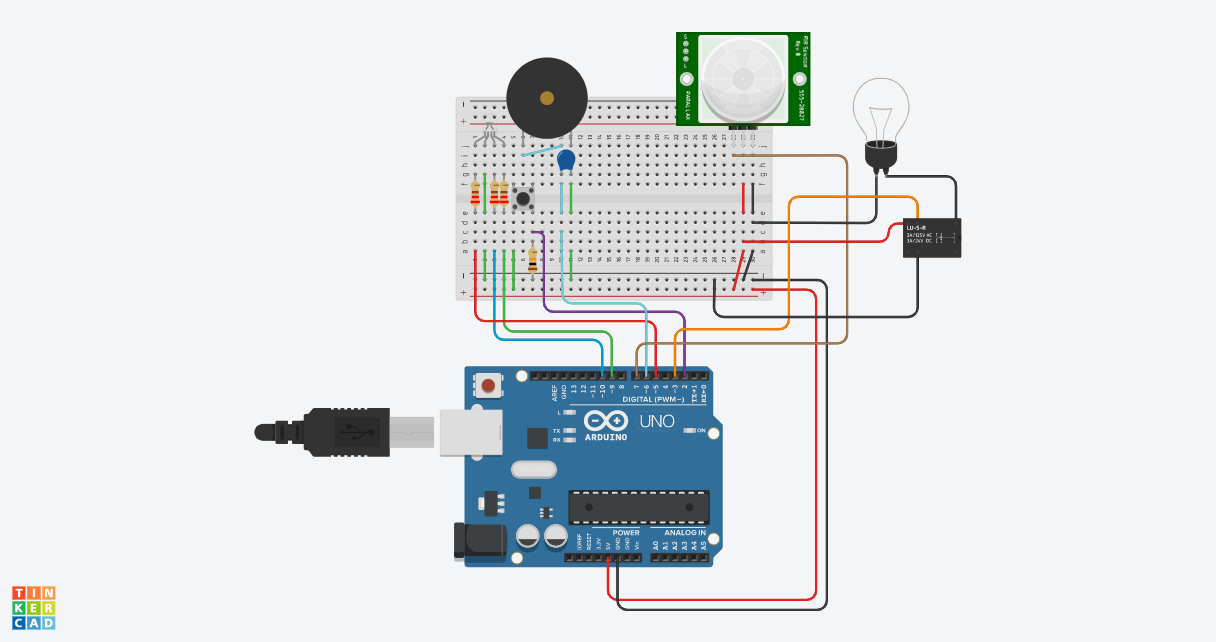 PIR Sensor
Rev B
555-28027
PARALLAX
S
L
LU-5-R
3A/125V AC
3A/24V DC
AREF
GND
13
12
~11
~10
~9
8
7
~6
~5
4
~3
2
TX→1
RX←0
DIGITAL (PWM~)
L
TX
RX
ARDUINO
UNO
ON
POWER
ANALOG IN
IOREF
RESET
3.3V
5V
GND
GND
Vin
A0
A1
A2
A3
A4
A5
TIN
KER
CAD